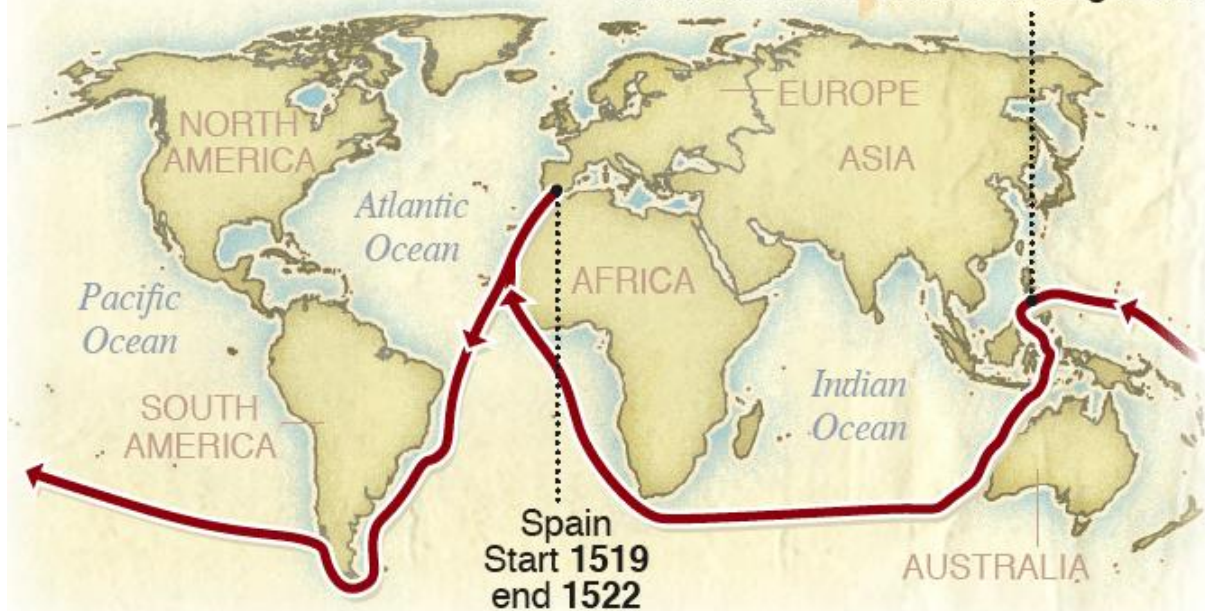 EUROPE
NORTH
AMERICA
ASIA
Atlantic
Ocean
AFRICA
Pacific
Ocean
Indian
Ocean
SOUTH
AMERICA
Spain
Start 1519
end 1522
AUSTRALIA